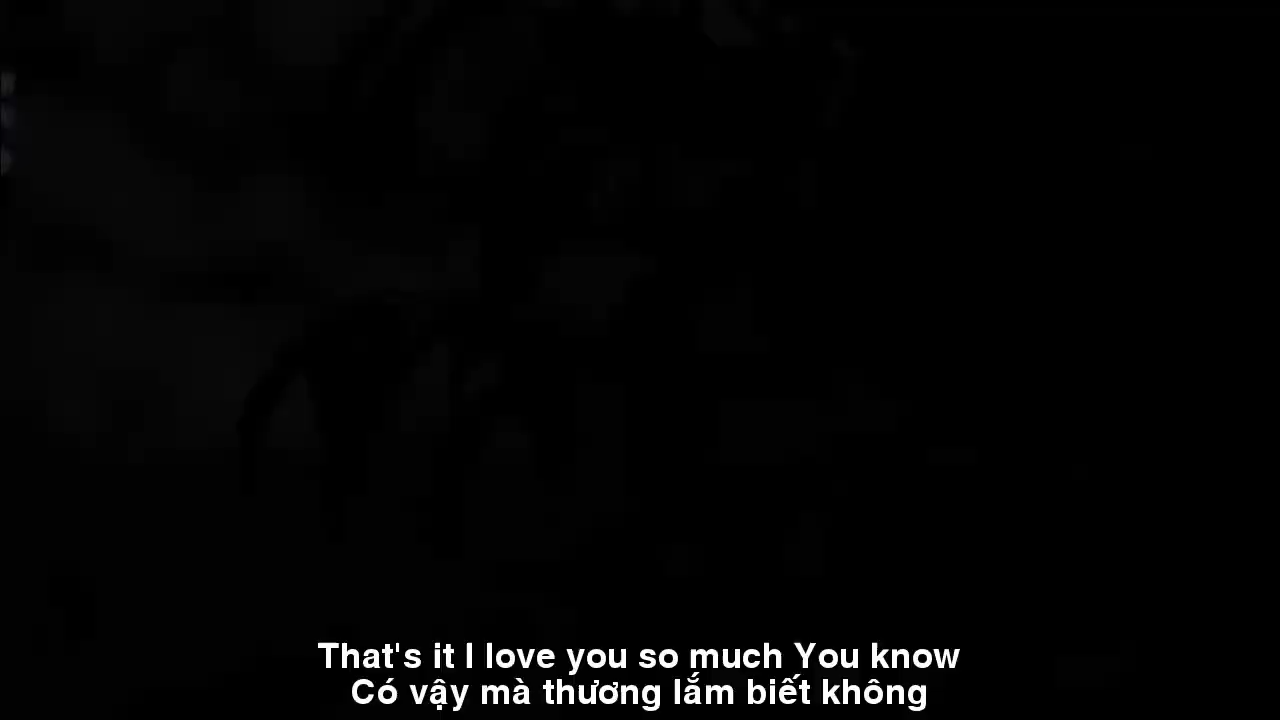 That's it I love you so much You know
Có vậy mà thương lắm biết không